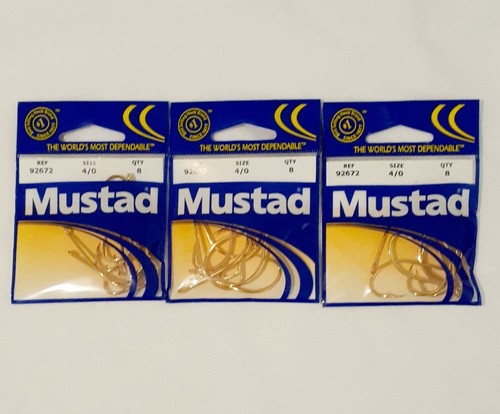 THE WORLD'S MOST DEPENDABLE™
REF SIZE QTY
92672 4/0 8
Mustad
THE WORLD'S MOST DEPENDABLE™
SIZE QTY
4/0 8
Mustad
THE WORLD'S MOST DEPENDABLE™
REF SIZE QTY
92672 4/0 8
Mustad